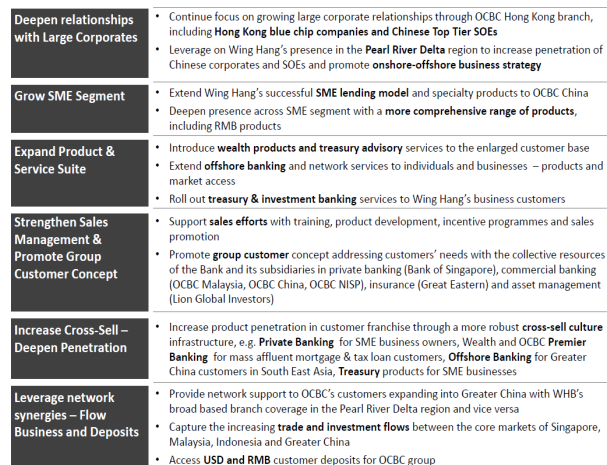 Deepen relationships
with Large Corporates
• Continue focus on growing large corporate relationships through OCBC Hong Kong branch,
including Hong Kong blue chip companies and Chinese Top Tier SOEs
• Leverage on Wing Hang's presence in the Pearl River Delta region to increase penetration of
Chinese corporates and SOEs and promote onshore-offshore business strategy
Grow SME Segment
• Extend Wing Hang's successful SME lending model and specialty products to OCBC China
• Deepen presence across SME segment with a more comprehensive range of products,
including RMB products
Expand Product &
Service Suite
• Introduce wealth products and treasury advisory services to the enlarged customer base
• Extend offshore banking and network services to individuals and businesses – products and
market access
• Roll out treasury & investment banking services to Wing Hang's business customers
Strengthen Sales
Management &
Promote Group
Customer Concept
• Support sales efforts with training, product development, incentive programmes and sales
promotion
• Promote group customer concept addressing customers' needs with the collective resources
of the Bank and its subsidiaries in private banking (Bank of Singapore), commercial banking
(OCBC Malaysia, OCBC China, OCBC NISP), insurance (Great Eastern) and asset management
(Lion Global Investors)
Increase Cross-Sell –
Deepen Penetration
• Increase product penetration in customer franchise through a more robust cross-sell culture
infrastructure, e.g. Private Banking for SME business owners, Wealth and OCBC Premier
Banking for mass affluent mortgage & tax loan customers, Offshore Banking for Greater
China customers in South East Asia, Treasury products for SME businesses
Leverage network
synergies – Flow
Business and Deposits
• Provide network support to OCBC's customers expanding into Greater China with WHB's
broad based branch coverage in the Pearl River Delta region and vice versa
• Capture the increasing trade and investment flows between the core markets of Singapore,
Malaysia, Indonesia and Greater China
• Access USD and RMB customer deposits for OCBC group